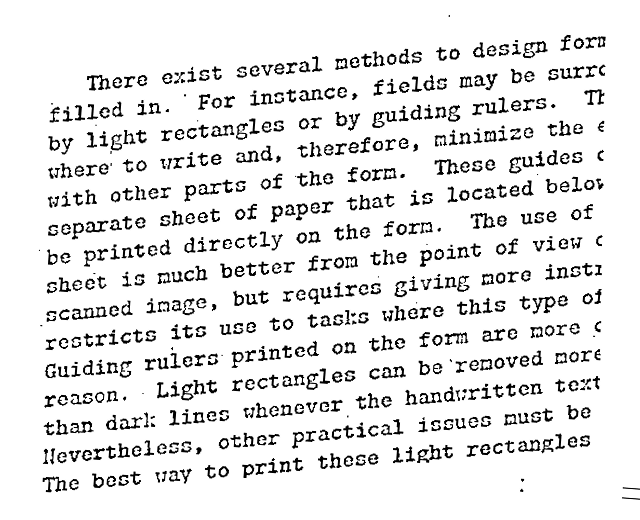 There exist several methods to design form
filled in. For instance, fields may be surro
by light rectangles or by guiding rulers. Th
where to write and, therefore, minimize the e
with other parts of the form. These guides c
separate sheet of paper that is located below
be printed directly on the form. The use of
sheet is much better from the point of view o
scanned image, but requires giving more instr
restricts its use to tasks where this type of
Guiding rulers printed on the form are more c
reason. Light rectangles can be removed more
than dark lines whenever the handwritten text
Nevertheless, other practical issues must be
The best way to print these light rectangles